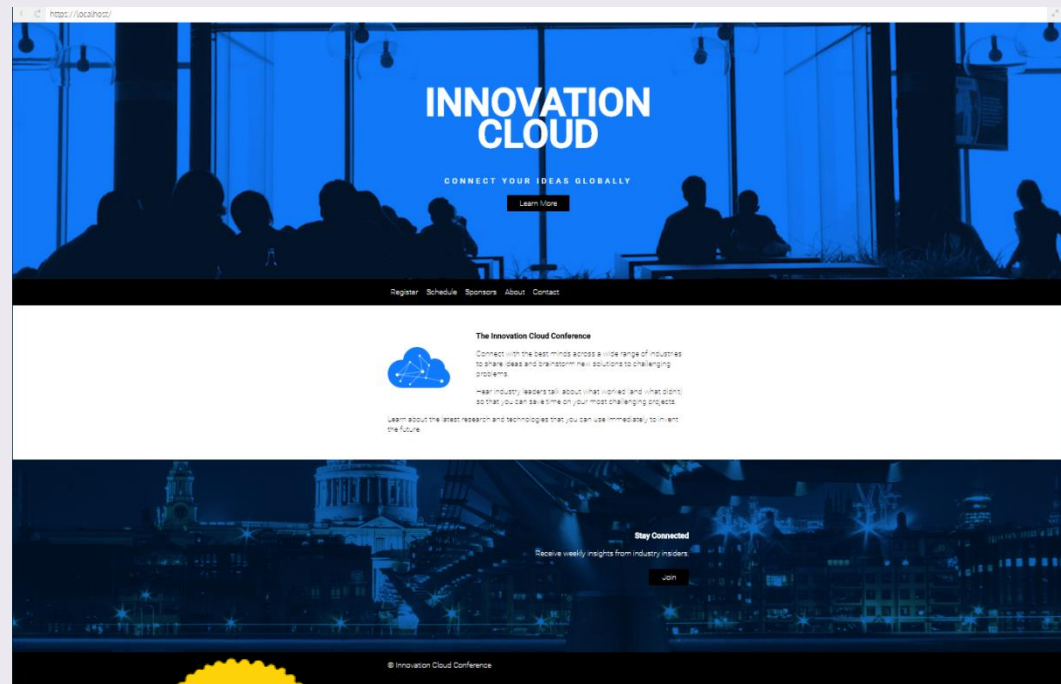 https://localhost/
INNOVATION
CLOUD
CONNECT YOUR IDEAS GLOBALLY
Learn More
Register Schedule Sponsors About Contact
The Innovation Cloud Conference
Connect with the best minds across a wide range of industries
to share ideas and brainstorm new solutions to challenging
problems.
Hear industry leaders talk about what worked (and what didn't)
so that you can save time on your most challenging projects.
Learn about the latest research and technologies that you can use immediately to invent
the future.
Stay Connected
Receive weekly insights from industry insiders.
Join
© Innovation Cloud Conference